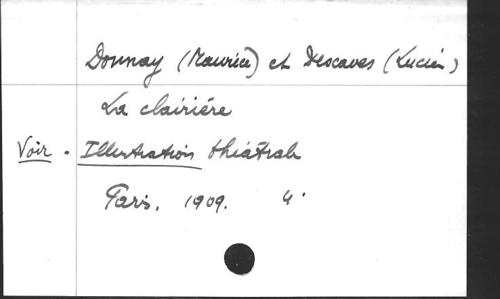 Donnay (Maurice) et Descaves (Lucien)
La clairière
Voir. Illustration théâtrale
Paris. 1909. 4°